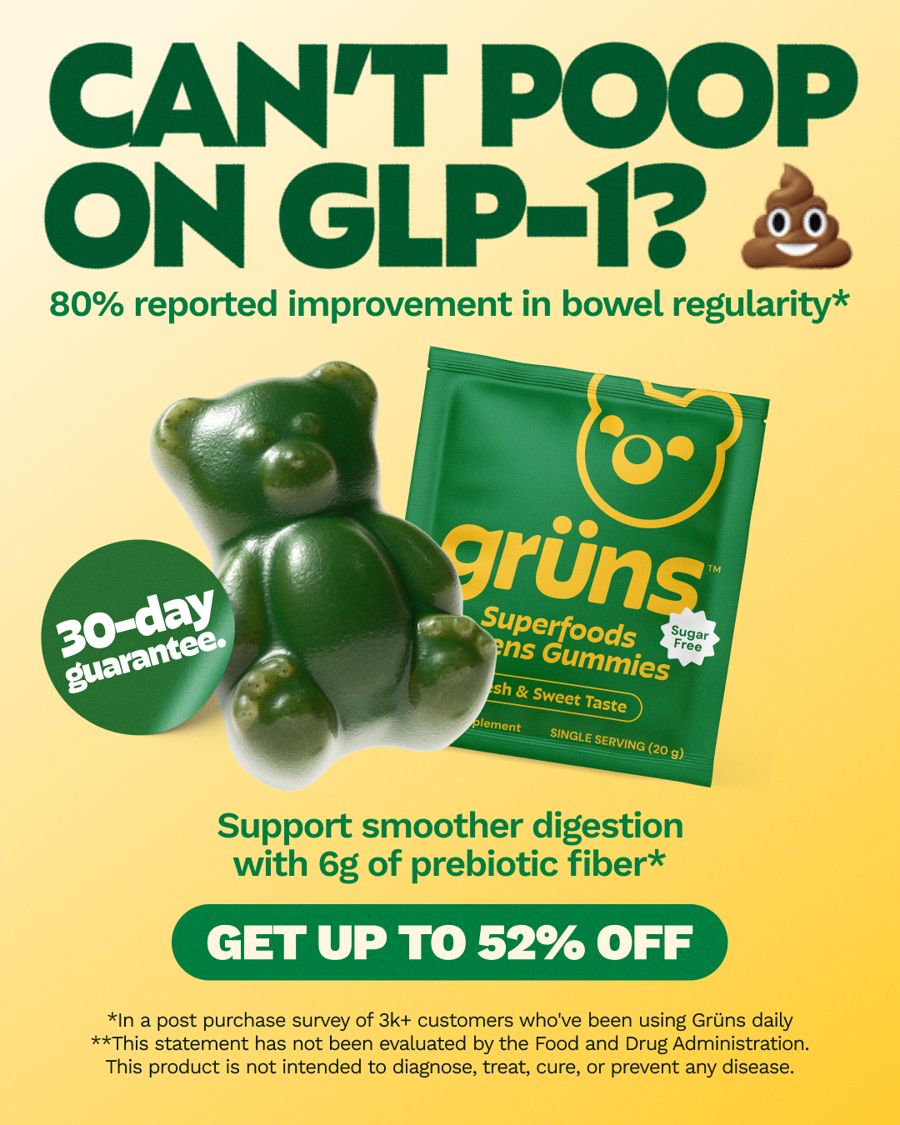 CAN'T POOP
ON GLP-1?
80% reported improvement in bowel regularity*
30-day
guarantee.
grüns™
Superfoods
Gummies
Sugar
Free
& Sweet Taste
SINGLE SERVING (20 g)
Support smoother digestion
with 6g of prebiotic fiber*
GET UP TO 52% OFF
*In a post purchase survey of 3k+ customers who've been using Grüns daily
**This statement has not been evaluated by the Food and Drug Administration.
This product is not intended to diagnose, treat, cure, or prevent any disease.